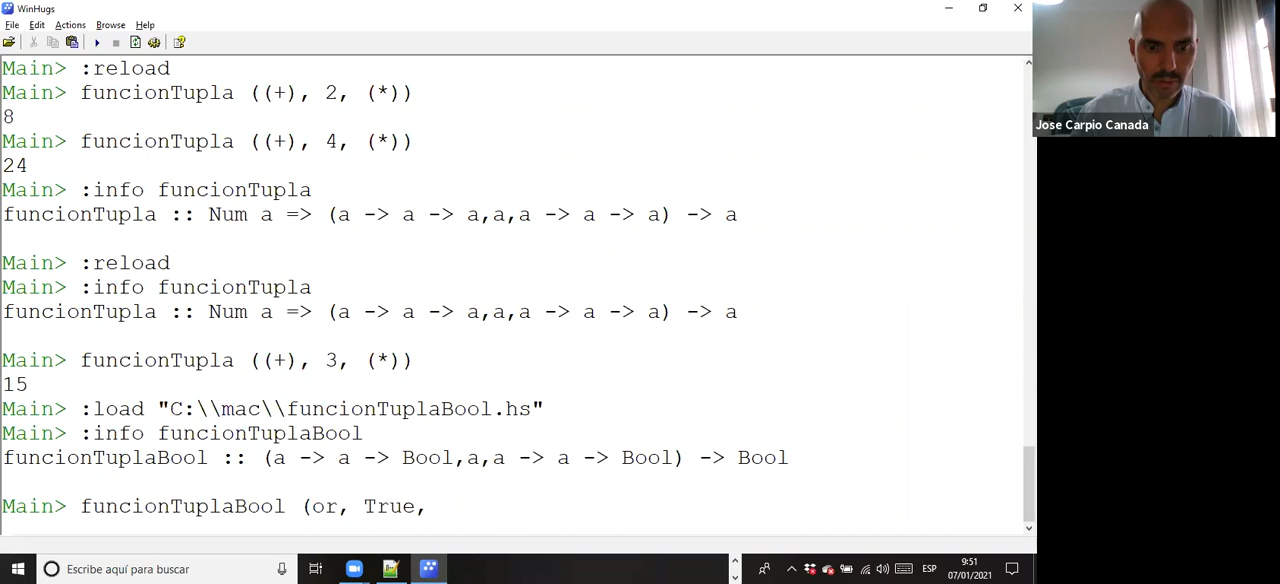 WinHugs
File Edit Actions Browse Help
Main> :reload
Main> funcionTupla ((+), 2, (*))
8
Main> funcionTupla ((+), 4, (*))
24
Main> :info funcionTupla
funcionTupla :: Num a => (a -> a -> a,a,a -> a -> a) -> a
Main> :reload
Main> :info funcionTupla
funcionTupla :: Num a => (a -> a -> a,a,a -> a -> a) -> a
Main> funcionTupla ((+), 3, (*))
15
Main> :load "C:\\mac\\funcionTuplaBool.hs"
Main> :info funcionTuplaBool
funcionTuplaBool :: (a -> a -> Bool,a,a -> a -> Bool) -> Bool
Main> funcionTuplaBool (or, True,
Jose Carpio Canada
Escribe aquí para buscar
ESP
9:51
07/01/2021